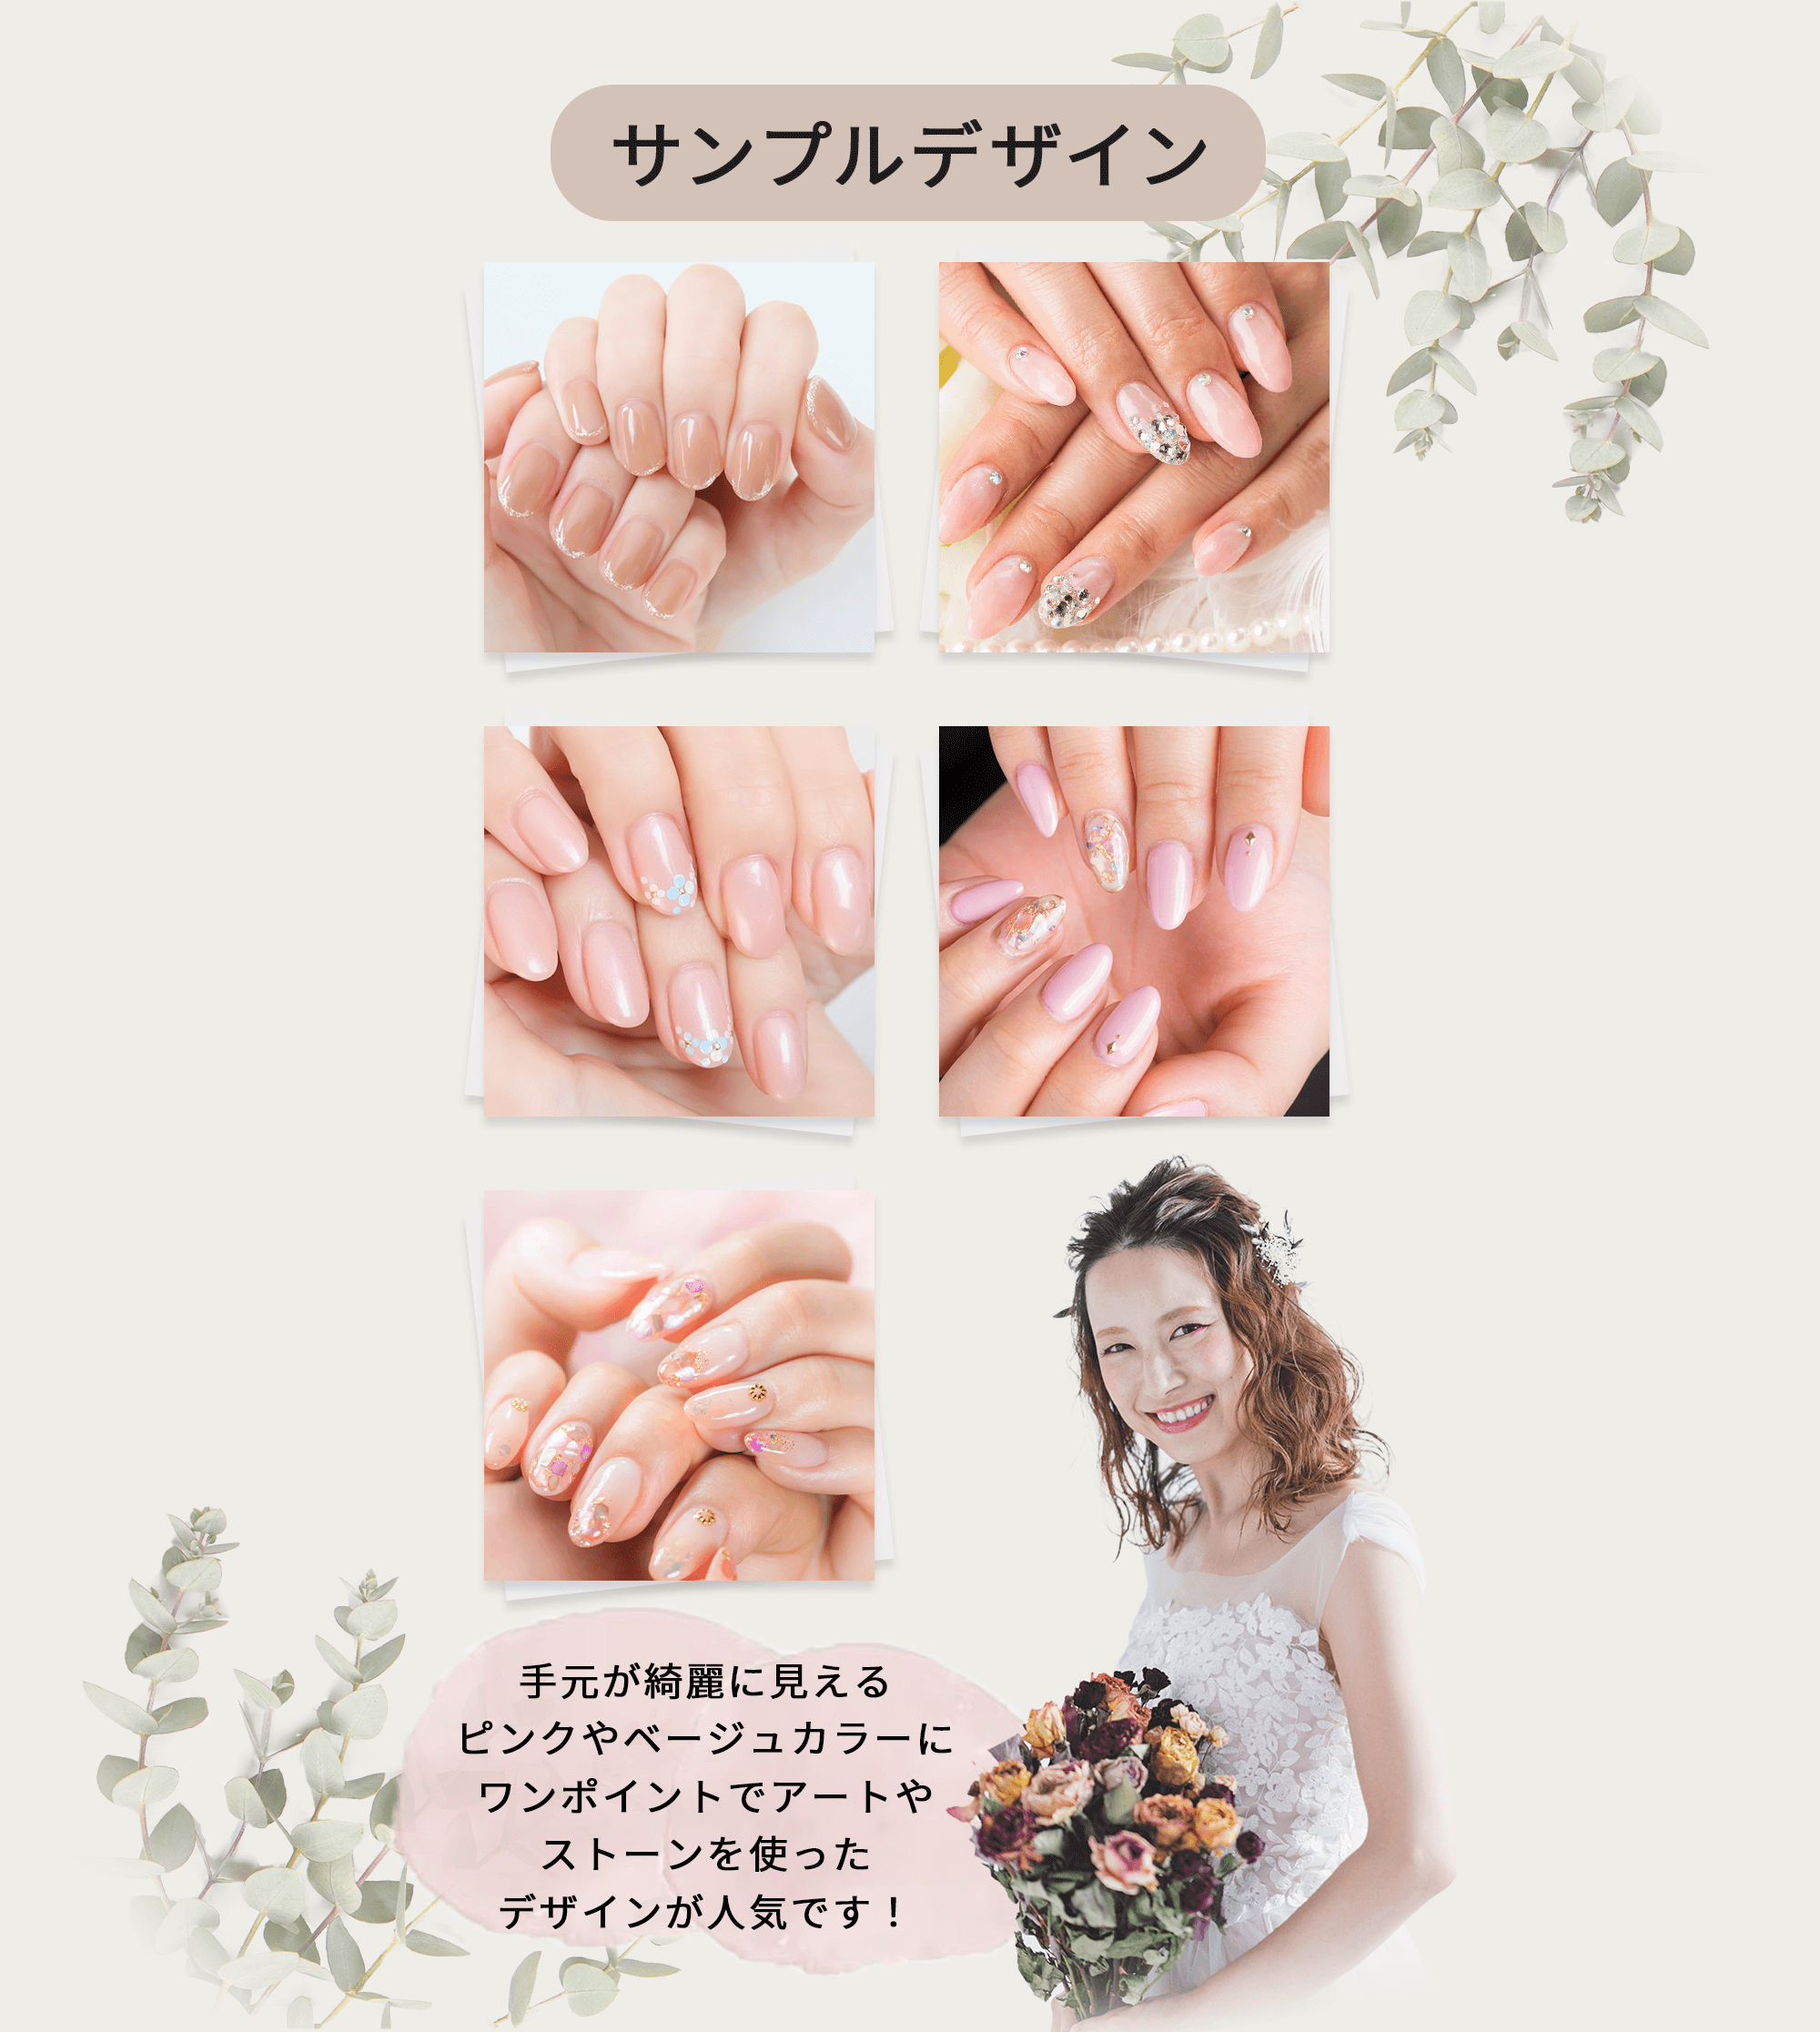 サンプルデザイン
手元が綺麗に見える
ピンクやベージュカラーに
ワンポイントでアートや
ストーンを使った
デザインが人気です！